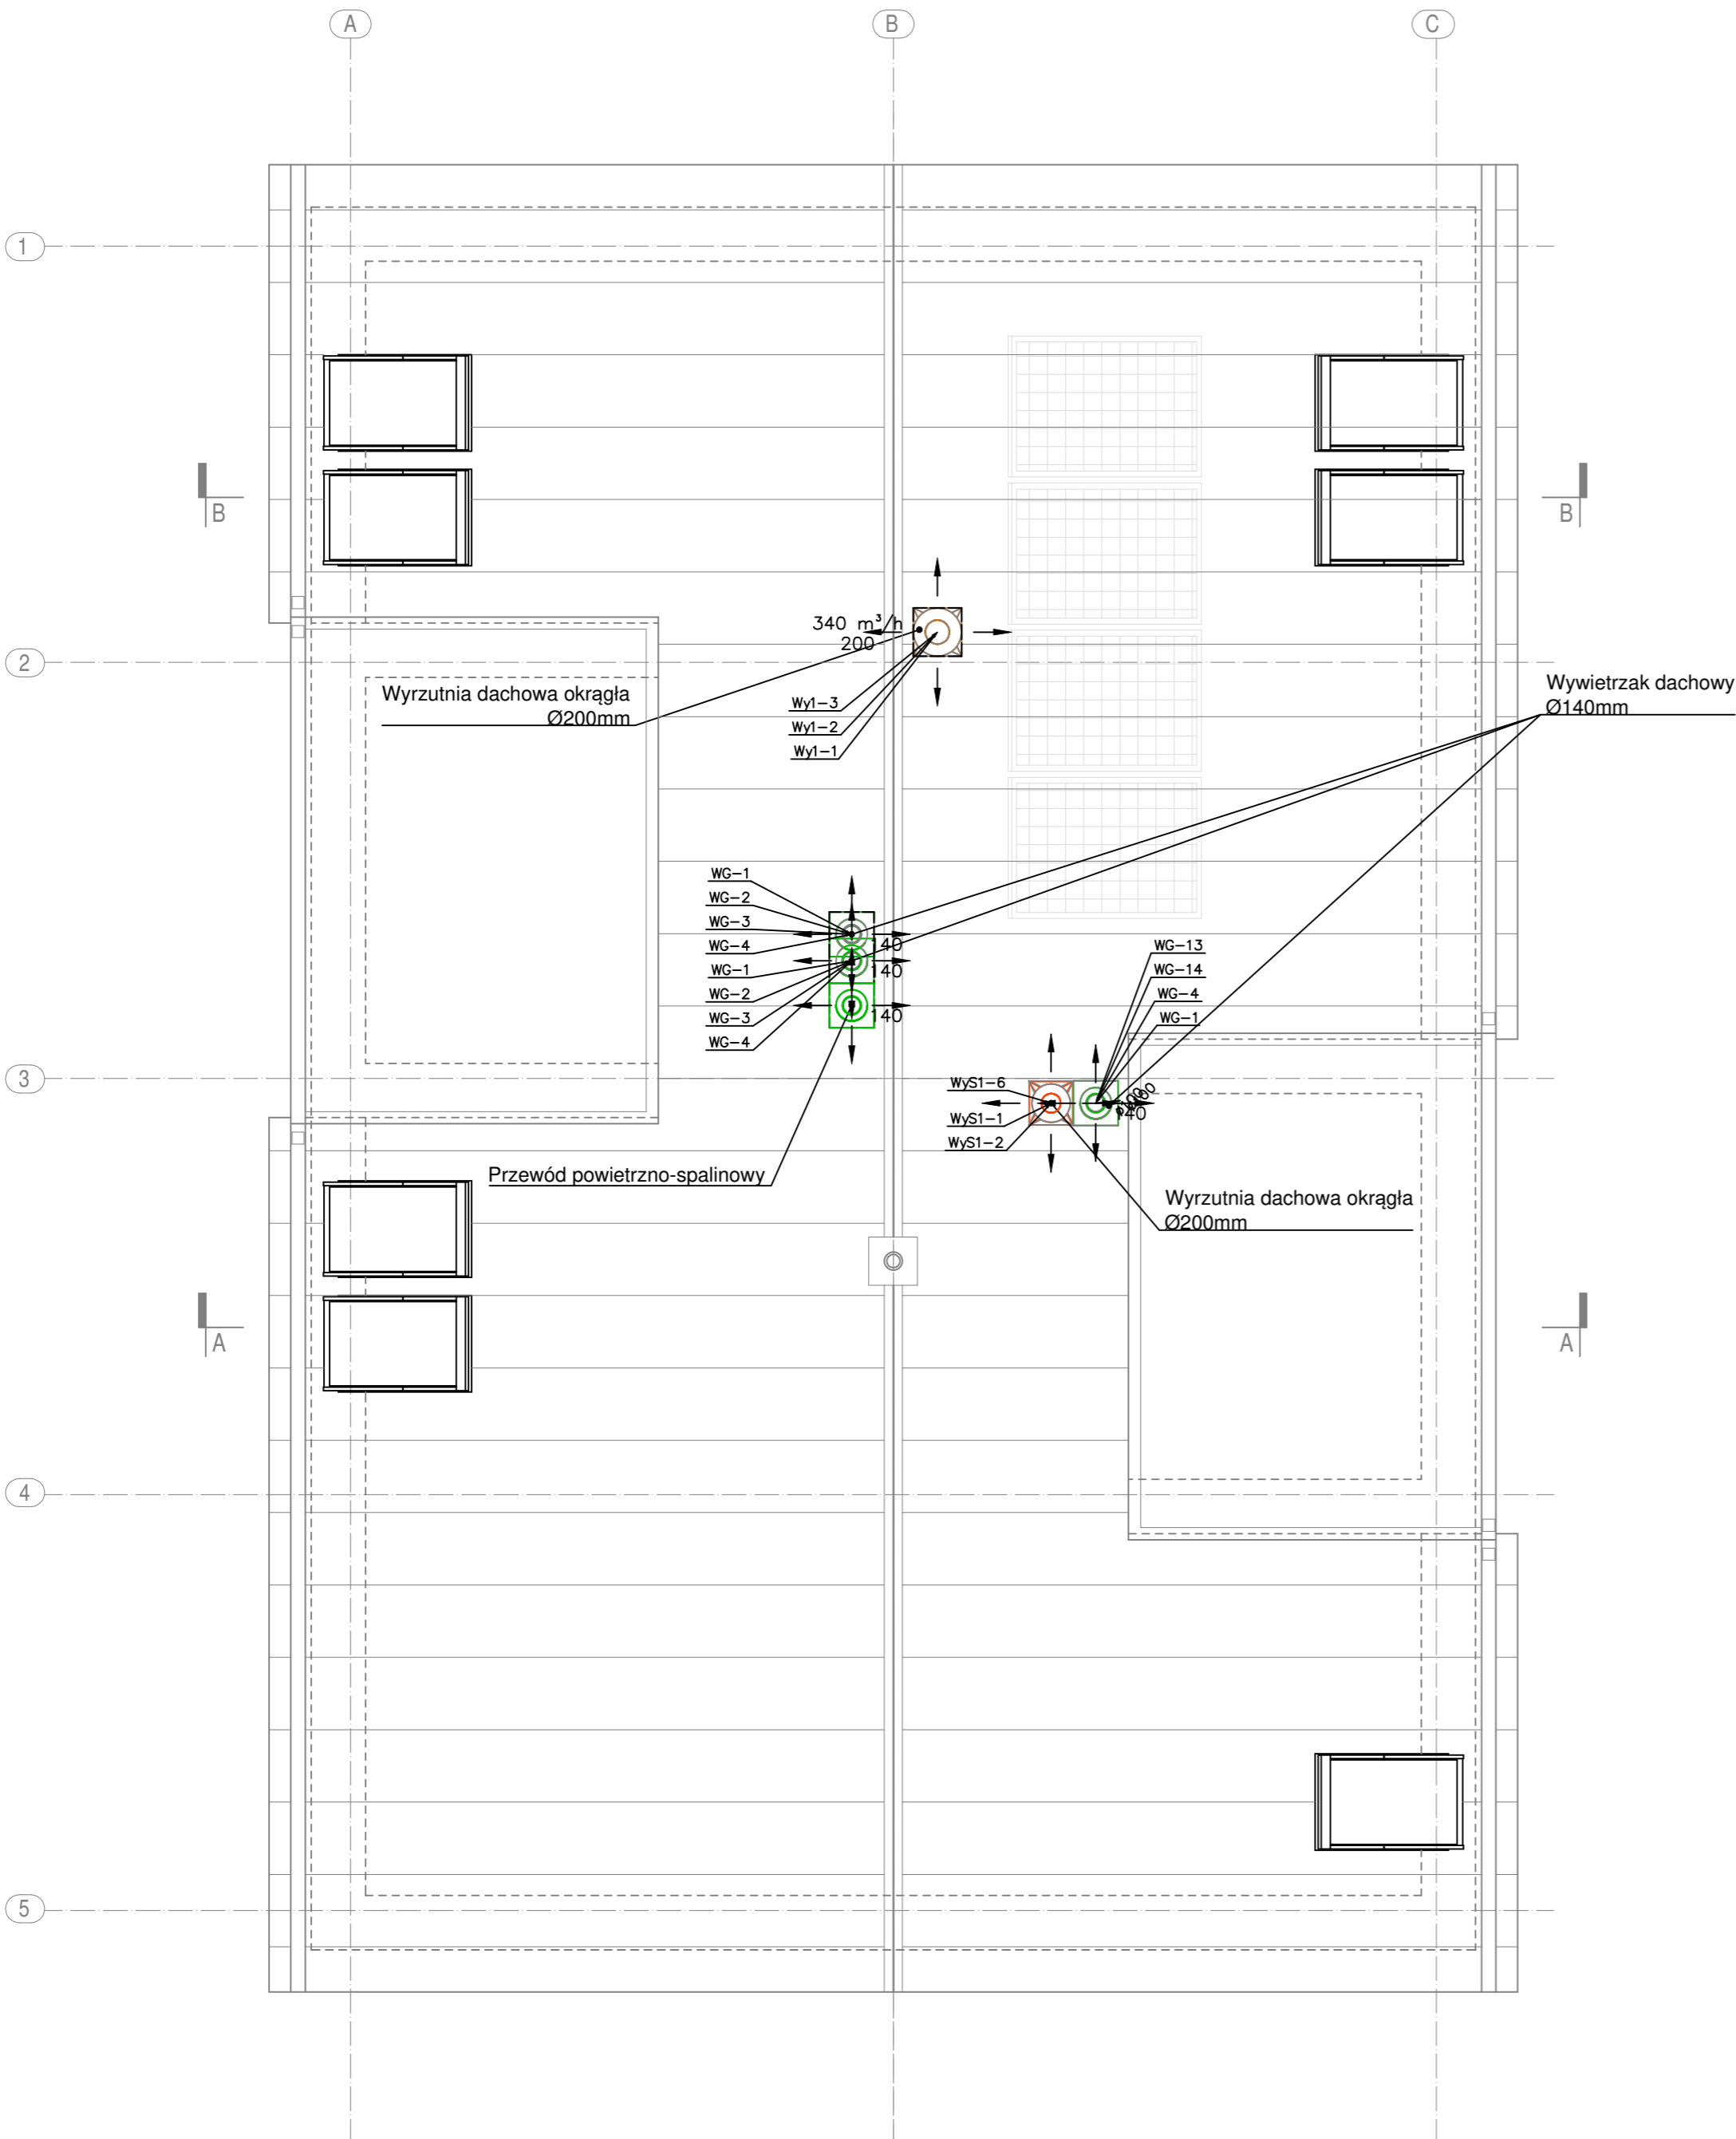 A
B
C
1
B
B
340 m³/h
200
2
Wyrzutnia dachowa okrągła
Ø200mm
Wywietrzak dachowy
Ø140mm
Wy1-3
Wy1-2
Wy1-1
WG-1
WG-2
WG-3
WG-4
WG-1
WG-2
WG-3
WG-4
140
140
140
WG-13
WG-14
WG-4
WG-1
3
WyS1-6
WyS1-1
WyS1-2
140
Przewód powietrzno-spalinowy
Wyrzutnia dachowa okrągła
Ø200mm
A
A
4
5